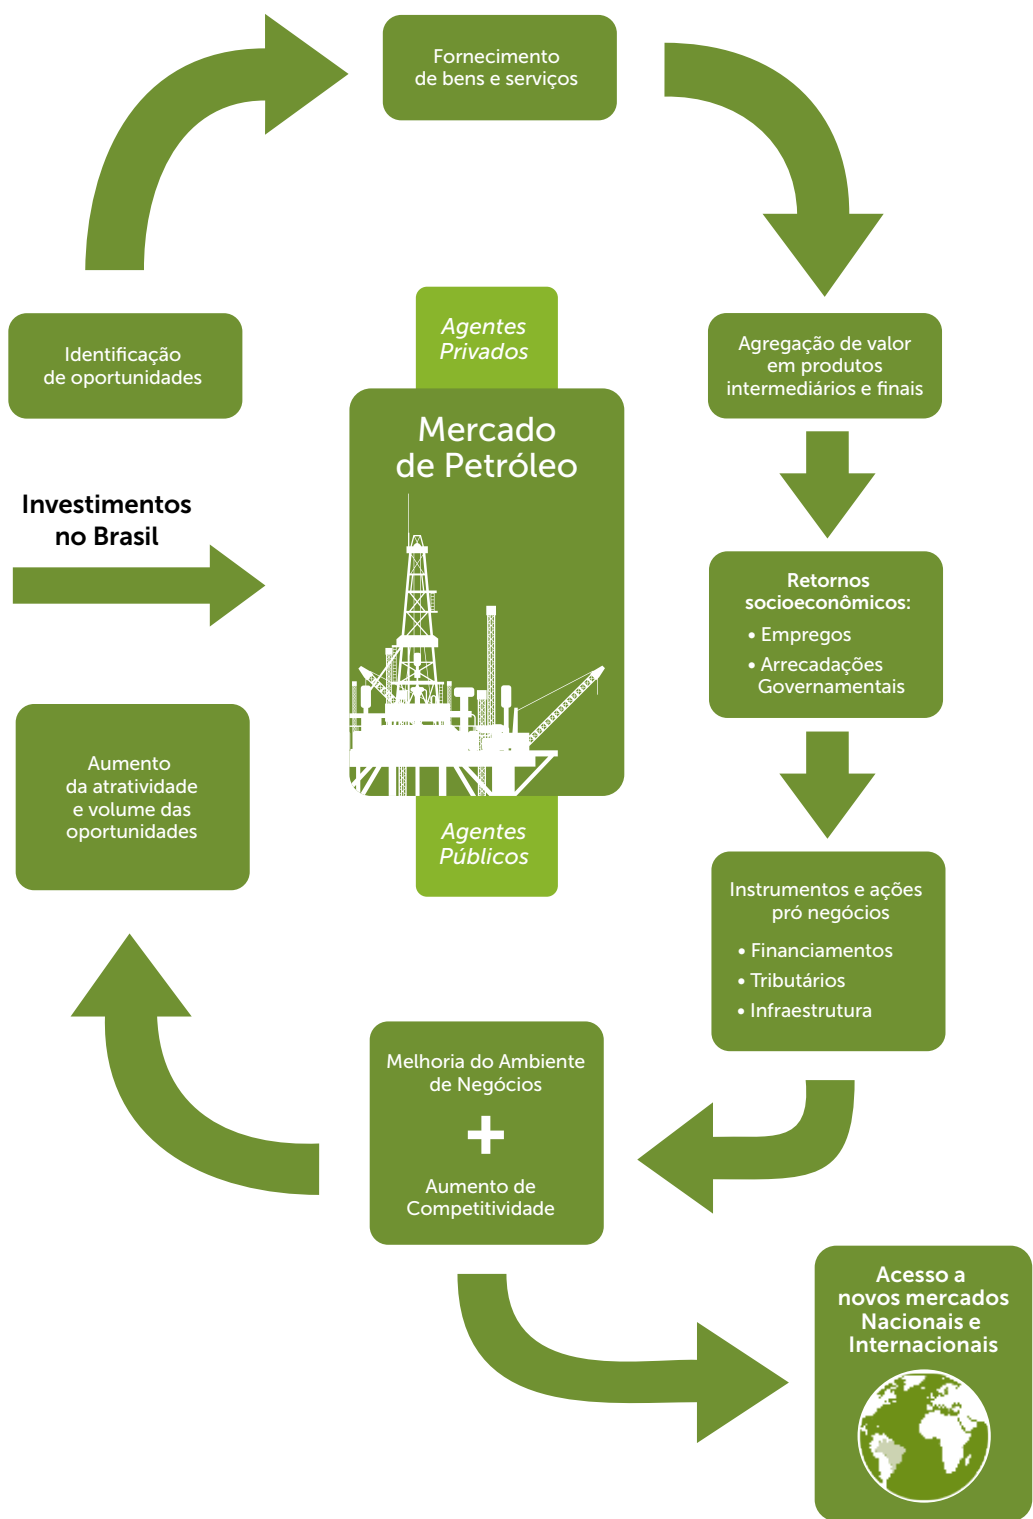 Fornecimento
de bens e serviços
Identificação
de oportunidades
Agentes
Privados
Agregação de valor
em produtos
intermediários e finais
Mercado
de Petróleo
Investimentos
no Brasil
Retornos
socioeconômicos:
• Empregos
• Arrecadações
Governamentais
Aumento
da atratividade
e volume das
oportunidades
Agentes
Públicos
Instrumentos e ações
pró negócios
• Financiamentos
• Tributários
• Infraestrutura
Melhoria do Ambiente
de Negócios
+
Aumento de
Competitividade
Acesso a
novos mercados
Nacionais e
Internacionais